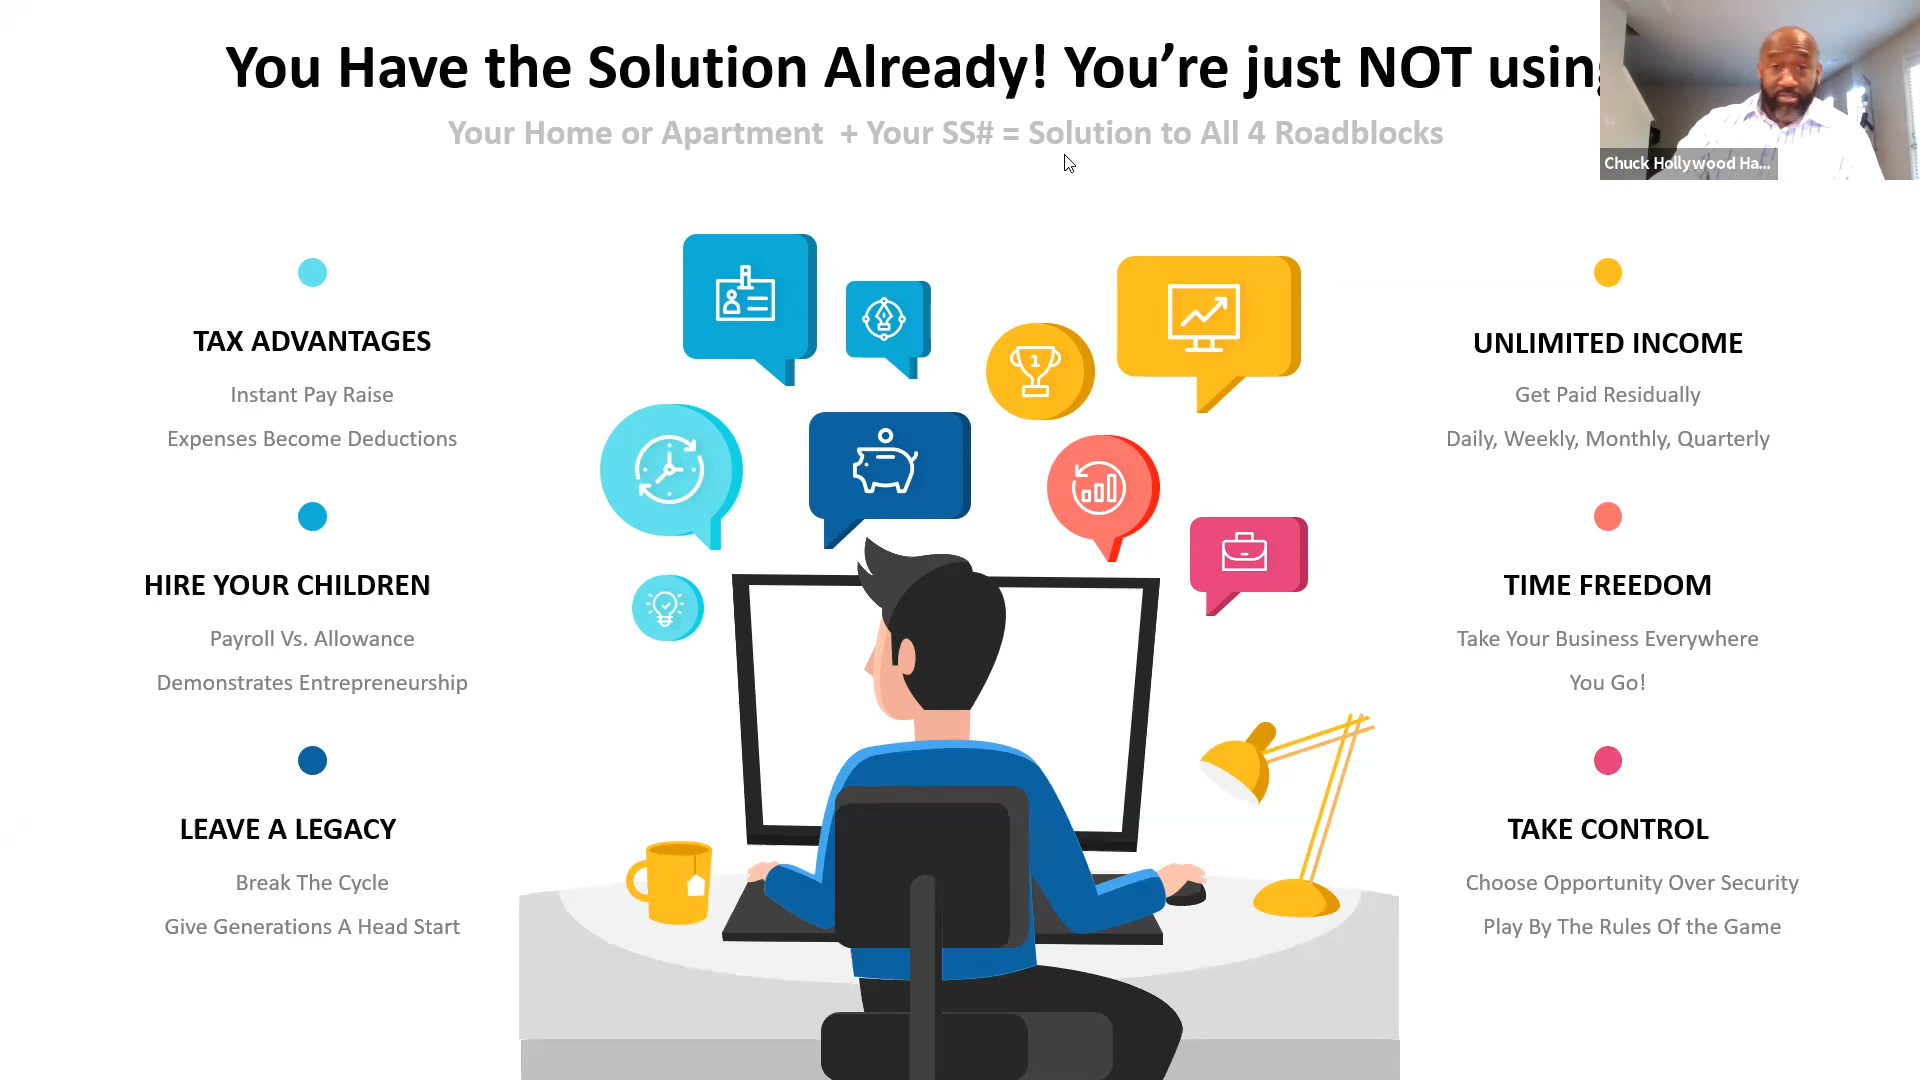 You Have the Solution Already! You're just NOT using
Your Home or Apartment + Your SS# = Solution to All 4 Roadblocks
Chuck Hollywood Ha...
TAX ADVANTAGES
Instant Pay Raise
Expenses Become Deductions
HIRE YOUR CHILDREN
Payroll Vs. Allowance
Demonstrates Entrepreneurship
LEAVE A LEGACY
Break The Cycle
Give Generations A Head Start
1
UNLIMITED INCOME
Get Paid Residually
Daily, Weekly, Monthly, Quarterly
TIME FREEDOM
Take Your Business Everywhere
You Go!
TAKE CONTROL
Choose Opportunity Over Security
Play By The Rules Of the Game